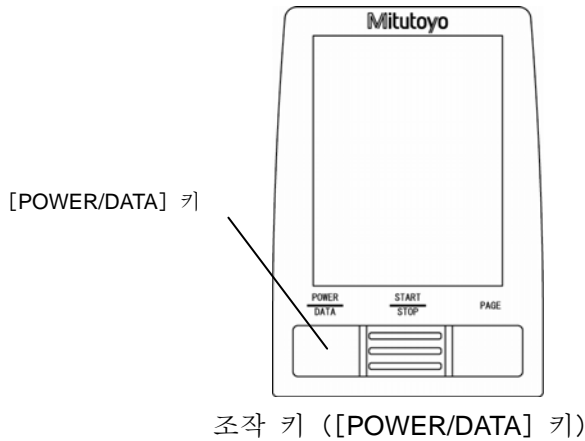 Mitutoyo
[POWER/DATA] 키
POWER START PAGE
DATA STOP
조작 키 ([POWER/DATA] 키)